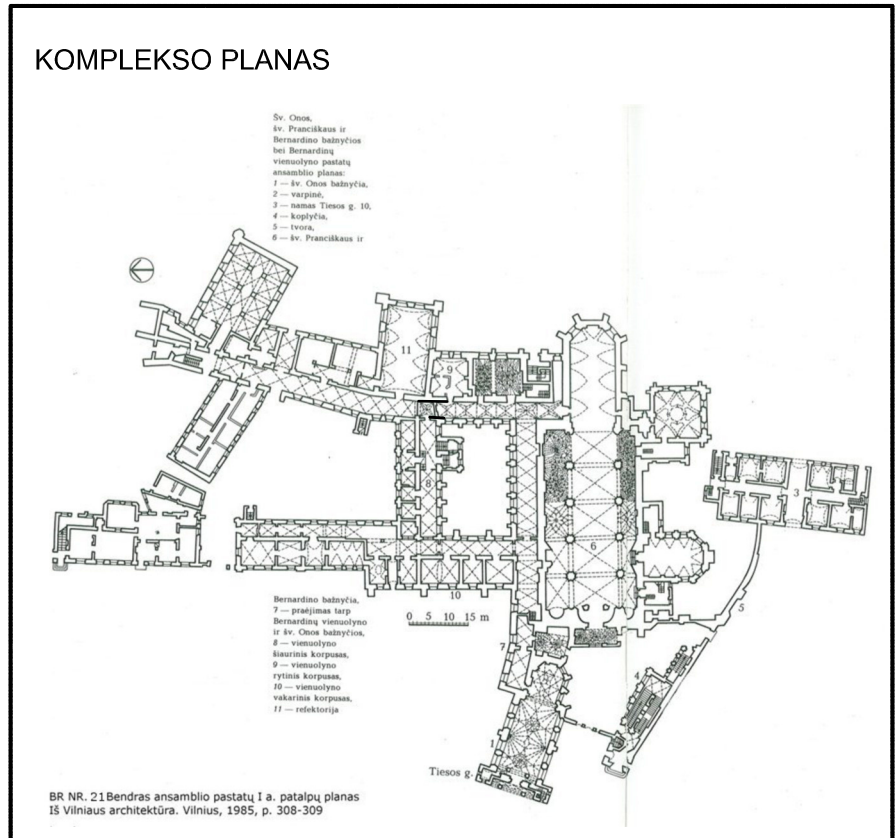 KOMPLEKSO PLANAS
Šv. Onos,
šv. Pranciškaus ir
Bernardino bažnyčios
bei Bernardinų
vienuolyno pastatų
ansamblio planas:
1 — šv. Onos bažnyčia,
2 — varpinė,
3 — namas Tiesos g. 10,
4 — koplyčia,
5 — tvora,
6 — šv. Pranciškaus ir
11
9
8
3
6
10
5
Bernardino bažnyčia,
7 — praėjimas tarp
Bernardinų vienuolyno
ir šv. Onos bažnyčios,
8 — vienuolyno
šiaurinis korpusas,
9 — vienuolyno
rytinis korpusas,
10 — vienuolyno
vakarinis korpusas,
11 — refektorija
0 5 10 15 m
7
4
1
Tiesos g.
BR NR. 21 Bendras ansamblio pastatų I a. patalpų planas
Iš Vilniaus architektūra. Vilnius, 1985, p. 308-309